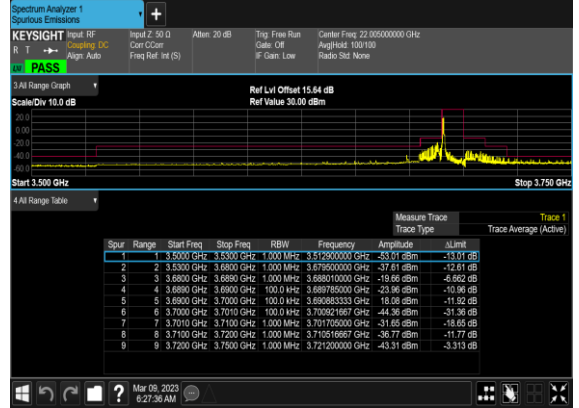 Spectrum Analyzer 1
Spurious Emissions
+
KEYSIGHT Input: RF Input Z: 50 Ω Atten: 20 dB Trig: Free Run Center Freq: 22.005000000 GHz
R T Coupling: DC Corr CCorr Gate: Off Avg|Hold: 100/100
Align: Auto Freq Ref: Int (S) IF Gain: Low Radio Std: None
PASS
3 All Range Graph
Ref Lvl Offset 15.64 dB
Scale/Div 10.0 dB Ref Value 30.00 dBm
20.0
0.00
-20.0
-40.0
-60.0
Start 3.500 GHz Stop 3.750 GHz
4 All Range Table
Measure Trace Trace 1
Trace Type Trace Average (Active)
Spur Range Start Freq Stop Freq RBW Frequency Amplitude ΔLimit
1 1 3.5000 GHz 3.5300 GHz 1.000 MHz 3.512900000 GHz -53.01 dBm -13.01 dB
2 2 3.5300 GHz 3.6800 GHz 1.000 MHz 3.679500000 GHz -37.61 dBm -12.61 dB
3 3 3.6800 GHz 3.6890 GHz 1.000 MHz 3.688010000 GHz -19.66 dBm -6.662 dB
4 4 3.6890 GHz 3.6900 GHz 100.0 kHz 3.689785000 GHz -23.96 dBm -10.96 dB
5 5 3.6900 GHz 3.7000 GHz 100.0 kHz 3.690883333 GHz 18.08 dBm -11.92 dB
6 6 3.7000 GHz 3.7010 GHz 100.0 kHz 3.700921667 GHz -44.36 dBm -31.36 dB
7 7 3.7010 GHz 3.7100 GHz 1.000 MHz 3.701705000 GHz -31.65 dBm -18.65 dB
8 8 3.7100 GHz 3.7200 GHz 1.000 MHz 3.710516667 GHz -36.77 dBm -11.77 dB
9 9 3.7200 GHz 3.7500 GHz 1.000 MHz 3.721200000 GHz -43.31 dBm -3.313 dB
? Mar 09, 2023
6:27:36 AM